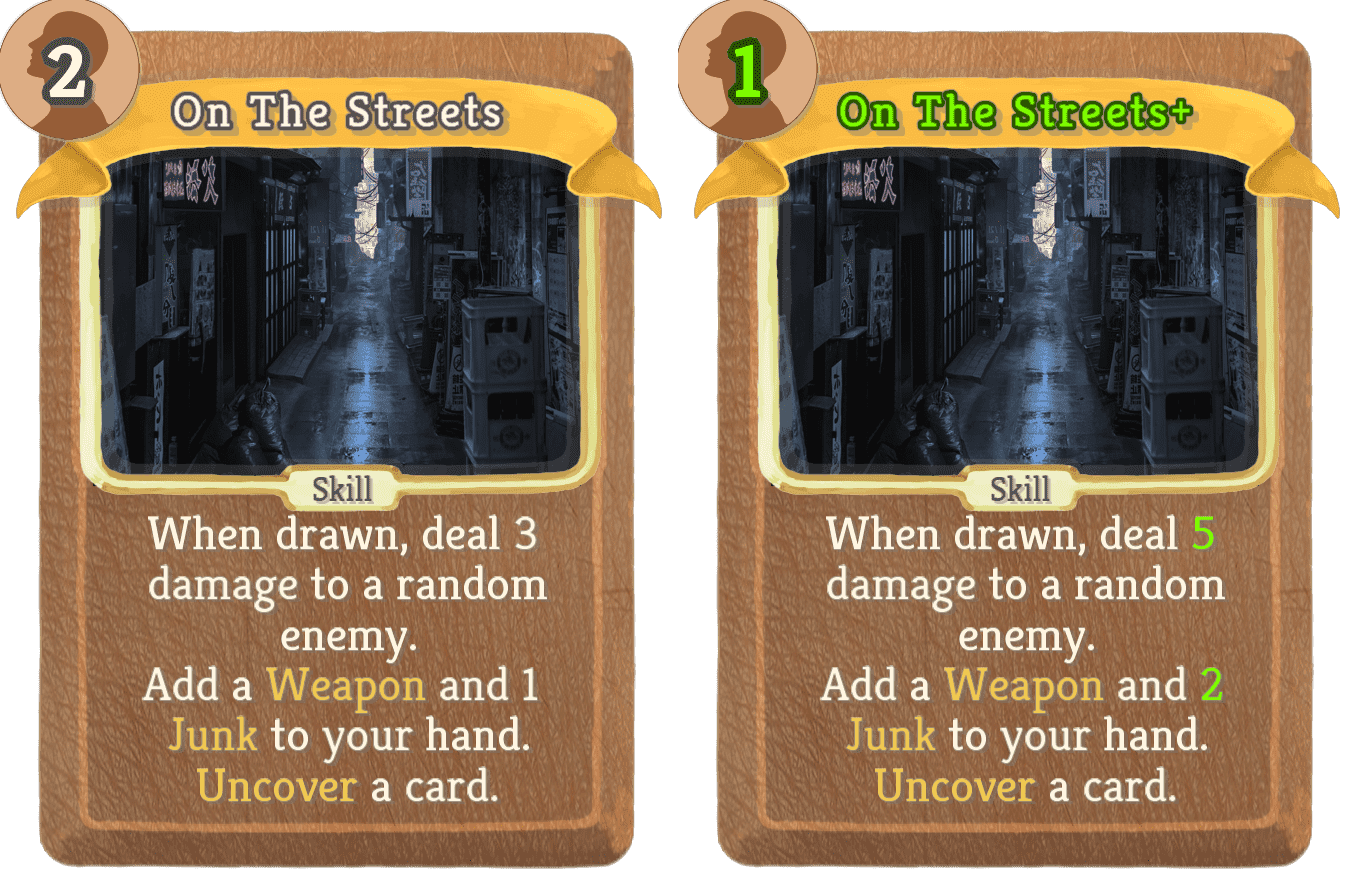 2
On The Streets
Skill
When drawn, deal 3
damage to a random
enemy.
Add a Weapon and 1
Junk to your hand.
Uncover a card.
1
On The Streets+
Skill
When drawn, deal 5
damage to a random
enemy.
Add a Weapon and 2
Junk to your hand.
Uncover a card.